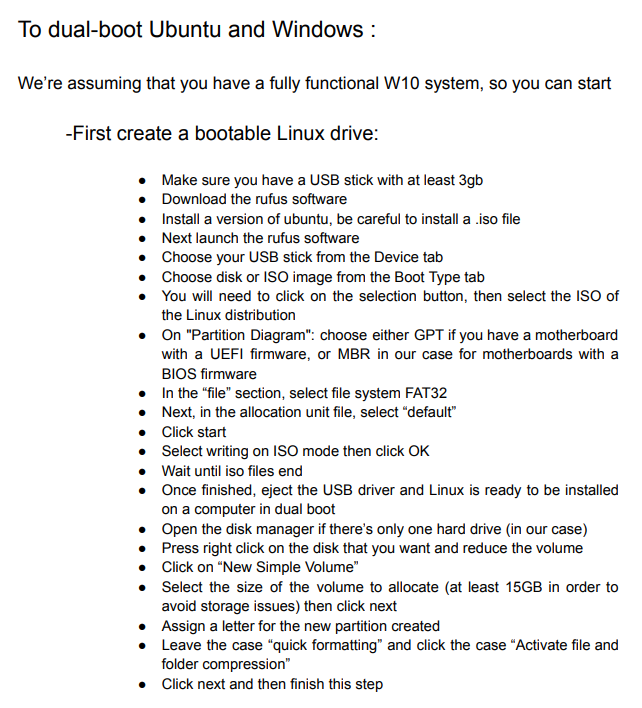 To dual-boot Ubuntu and Windows :
We’re assuming that you have a fully functional W10 system, so you can start
-First create a bootable Linux drive:
● Make sure you have a USB stick with at least 3gb
● Download the rufus software
● Install a version of ubuntu, be careful to install a .iso file
● Next launch the rufus software
● Choose your USB stick from the Device tab
● Choose disk or ISO image from the Boot Type tab
● You will need to click on the selection button, then select the ISO of
the Linux distribution
● On "Partition Diagram": choose either GPT if you have a motherboard
with a UEFI firmware, or MBR in our case for motherboards with a
BIOS firmware
● In the “file” section, select file system FAT32
● Next, in the allocation unit file, select “default”
● Click start
● Select writing on ISO mode then click OK
● Wait until iso files end
● Once finished, eject the USB driver and Linux is ready to be installed
on a computer in dual boot
● Open the disk manager if there’s only one hard drive (in our case)
● Press right click on the disk that you want and reduce the volume
● Click on “New Simple Volume”
● Select the size of the volume to allocate (at least 15GB in order to
avoid storage issues) then click next
● Assign a letter for the new partition created
● Leave the case “quick formatting” and click the case “Activate file and
folder compression”
● Click next and then finish this step